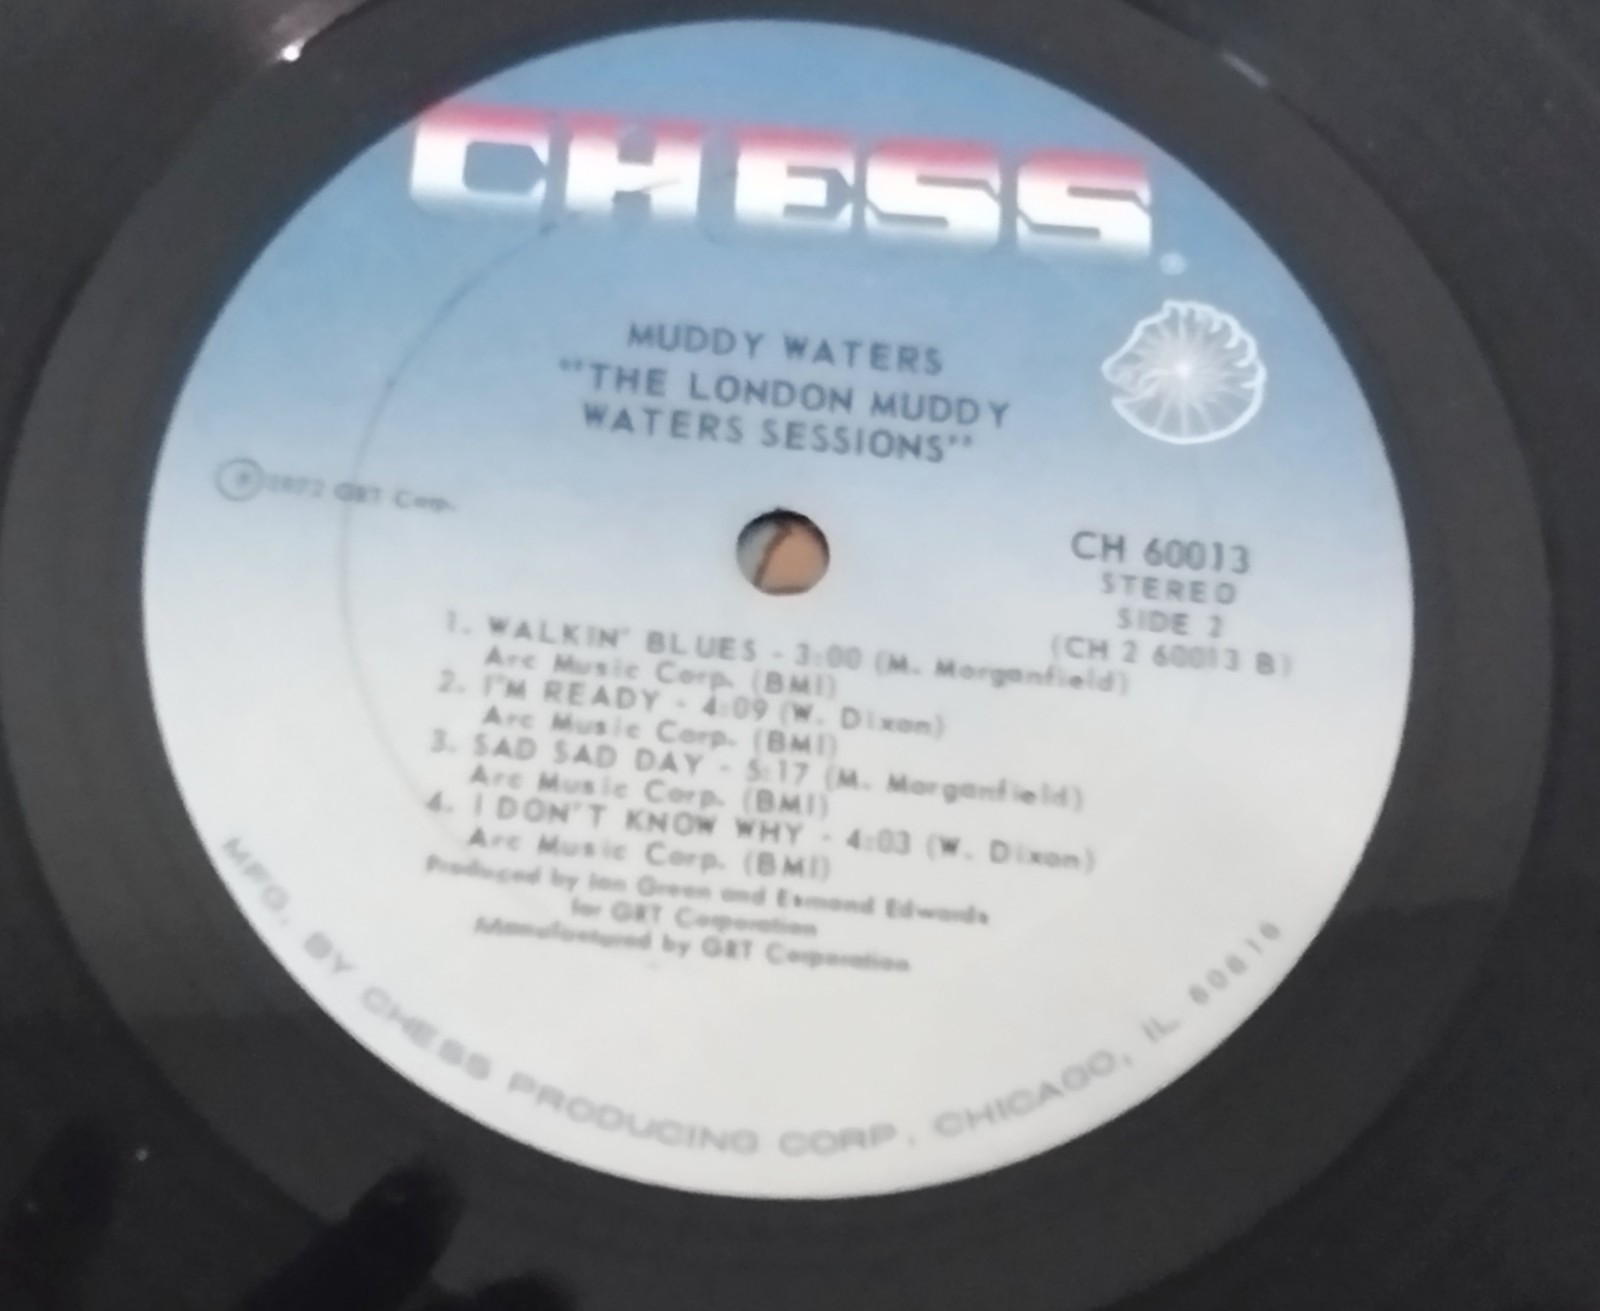 CHESS®
MUDDY WATERS
"THE LONDON MUDDY
WATERS SESSIONS"
℗1972 GRT Corp.
CH 60013
STEREO
SIDE 2
(CH 2 60013 B)
1. WALKIN' BLUES - 3:00 (M. Morganfield)
Arc Music Corp. (BMI)
2. I'M READY - 4:09 (W. Dixon)
Arc Music Corp. (BMI)
3. SAD SAD DAY - 5:17 (M. Morganfield)
Arc Music Corp. (BMI)
4. I DON'T KNOW WHY - 4:03 (W. Dixon)
Arc Music Corp. (BMI)
Produced by Ian Green and Esmond Edwards
for GRT Corporation
Manufactured by GRT Corporation
MFG. BY CHESS PRODUCING CORP, CHICAGO, IL 60616